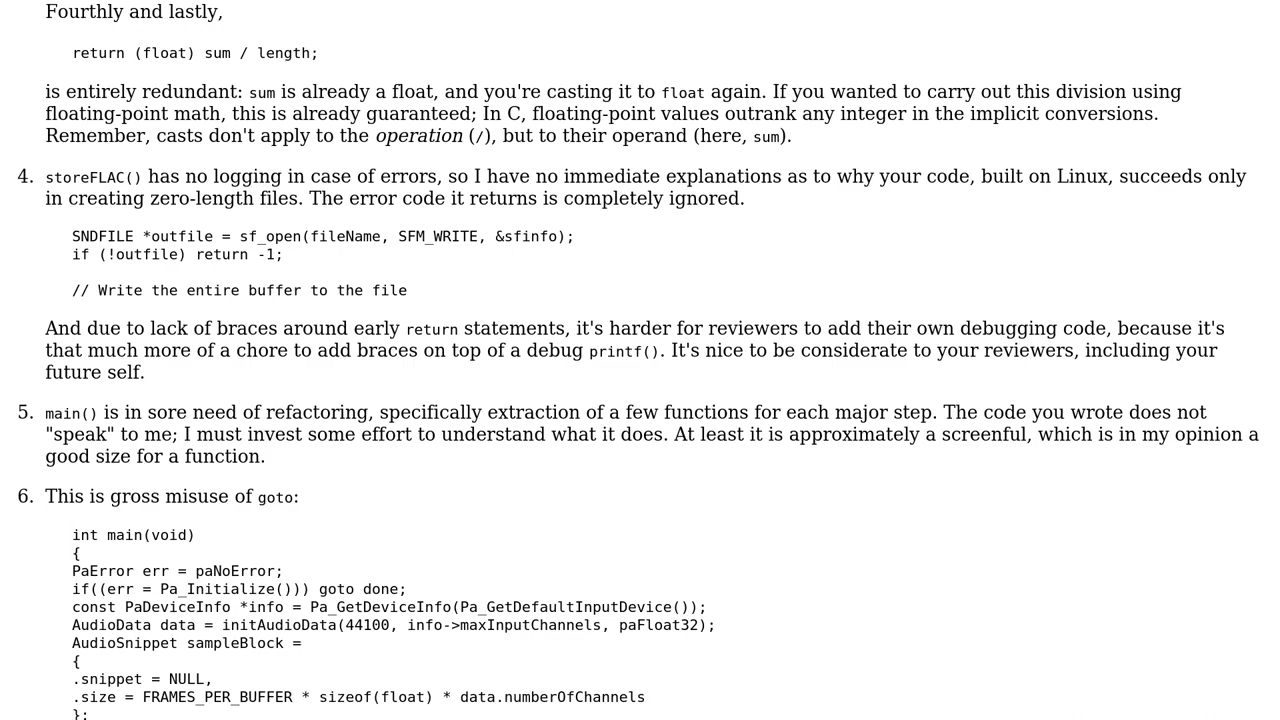 Fourthly and lastly,
return (float) sum / length;
is entirely redundant: sum is already a float, and you're casting it to float again. If you wanted to carry out this division using
floating-point math, this is already guaranteed; In C, floating-point values outrank any integer in the implicit conversions.
Remember, casts don't apply to the operation (/), but to their operand (here, sum).
4. storeFLAC() has no logging in case of errors, so I have no immediate explanations as to why your code, built on Linux, succeeds only
in creating zero-length files. The error code it returns is completely ignored.
SNDFILE *outfile = sf_open(fileName, SFM_WRITE, &sfinfo);
if (!outfile) return -1;
// Write the entire buffer to the file
And due to lack of braces around early return statements, it's harder for reviewers to add their own debugging code, because it's
that much more of a chore to add braces on top of a debug printf(). It's nice to be considerate to your reviewers, including your
future self.
5. main() is in sore need of refactoring, specifically extraction of a few functions for each major step. The code you wrote does not
"speak" to me; I must invest some effort to understand what it does. At least it is approximately a screenful, which is in my opinion a
good size for a function.
6. This is gross misuse of goto:
int main(void)
{
PaError err = paNoError;
if((err = Pa_Initialize())) goto done;
const PaDeviceInfo *info = Pa_GetDeviceInfo(Pa_GetDefaultInputDevice());
AudioData data = initAudioData(44100, info->maxInputChannels, paFloat32);
AudioSnippet sampleBlock =
{
.snippet = NULL,
.size = FRAMES_PER_BUFFER * sizeof(float) * data.numberOfChannels
};